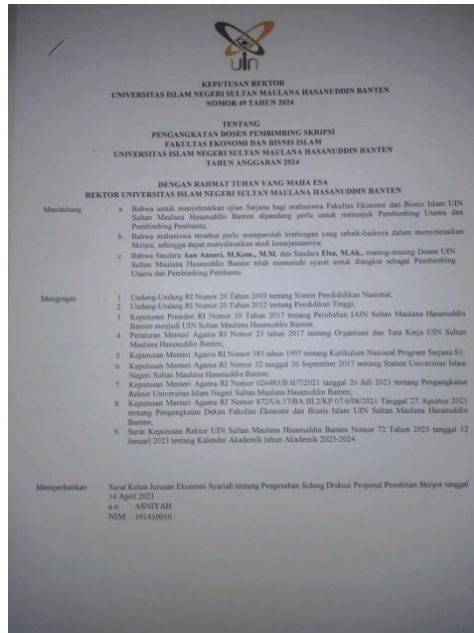 uin
KEPUTUSAN REKTOR
UNIVERSITAS ISLAM NEGERI SULTAN MAULANA HASANUDDIN BANTEN
NOMOR 49 TAHUN 2024
TENTANG
PENGANGKATAN DOSEN PEMBIMBING SKRIPSI
FAKULTAS EKONOMI DAN BISNIS ISLAM
UNIVERSITAS ISLAM NEGERI SULTAN MAULANA HASANUDDIN BANTEN
TAHUN ANGGARAN 2024
DENGAN RAHMAT TUHAN YANG MAHA ESA
REKTOR UNIVERSITAS ISLAM NEGERI SULTAN MAULANA HASANUDDIN BANTEN
Menimbang : a. Bahwa untuk menyelesaikan ujian Sarjana bagi mahasiswa Fakultas Ekonomi dan Bisnis Islam UIN
Sultan Maulana Hasanuddin Banten dipandang perlu untuk menunjuk Pembimbing Utama dan
Pembimbing Pembantu.
b. Bahwa mahasiswa tersebut perlu memperoleh bimbingan yang sebaik-baiknya dalam menyelesaikan
Skripsi, sehingga dapat menyelesaikan studi kesarjanaannya;
c. Bahwa Saudara Aan Ansori, M.Kom., M.M. dan Saudara Elsa, M.Ak., masing-masing Dosen UIN
Sultan Maulana Hasanuddin Banten telah memenuhi syarat untuk diangkat sebagai Pembimbing
Utama dan Pembimbing Pembantu.
Mengingat : 1. Undang-Undang RI Nomor 20 Tahun 2003 tentang Sistem Pendididikan Nasional;
2. Undang-Undang RI Nomor 20 Tahun 2012 tentang Pendidikan Tinggi;
3. Keputusan Presiden RI Nomor 39 Tahun 2017 tentang Perubahan IAIN Sultan Maulana Hasanuddin
Banten menjadi UIN Sultan Maulana Hasanuddin Banten;
4. Peraturan Menteri Agama RI Nomor 23 tahun 2017 tentang Organisasi dan Tata Kerja UIN Sultan
Maulana Hasanuddin Banten;
5. Keputusan Menteri Agama RI Nomor 383 tahun 1997 tentang Kurikulum Nasional Program Sarjana S1;
6. Keputusan Menteri Agama RI Nomor 32 tanggal 26 September 2017 tentang Statuta Universitas Islam
Negeri Sultan Maulana Hasanuddin Banten;
7. Keputusan Menteri Agama RI Nomor 026483/B.II/7/2021 tanggal 26 Juli 2021 tentang Pengangkatan
Rektor Universitas Islam Negeri Sultan Maulana Hasanuddin Banten;
8. Keputusan Menteri Agama RI Nomor 872/Un.17/BA.III.2/KP.07.6/08/2021 Tanggal 27 Agustus 2021
tentang Pengangkatan Dekan Fakultas Ekonomi dan Bisnis Islam UIN Sultan Maulana Hasanuddin
Banten;
9. Surat Keputusan Rektor UIN Sultan Maulana Hasanuddin Banten Nomor 72 Tahun 2023 tanggal 12
Januari 2023 tentang Kalender Akademik tahun Akademik 2023-2024.
Memperhatikan : Surat Ketua Jurusan Ekonomi Syariah tentang Pengesahan Sidang Diskusi Proposal Penelitian Skripsi tanggal
14 April 2023
a.n. : ASNIYAH
NIM : 191410010